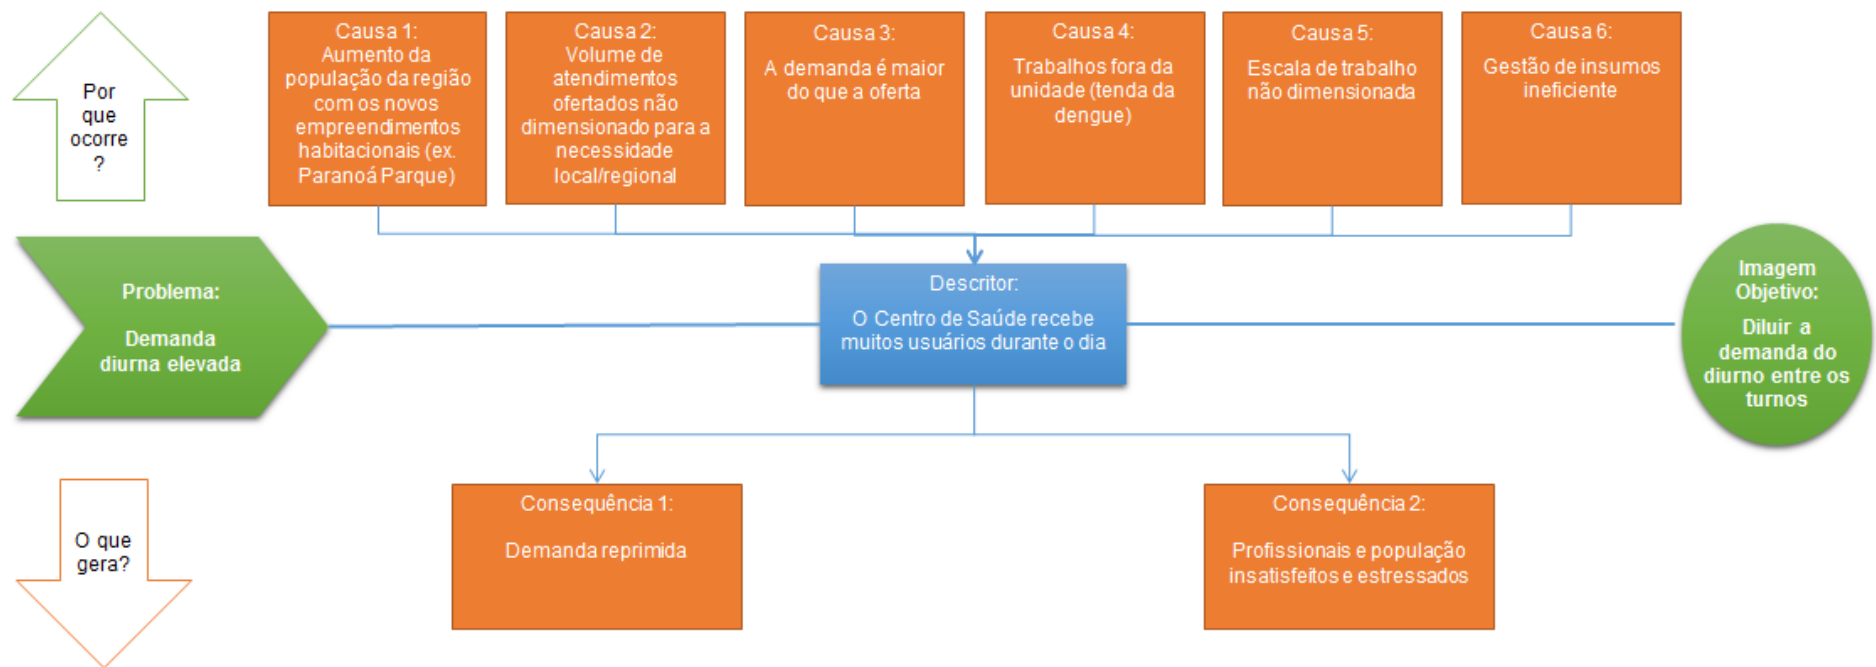 Por
que
ocorre
?
Causa 1:
Aumento da
população da região
com os novos
empreendimentos
habitacionais (ex.
Paranoá Parque)
Causa 2:
Volume de
atendimentos
ofertados não
dimensionado para a
necessidade
local/regional
Causa 3:
A demanda é maior
do que a oferta
Causa 4:
Trabalhos fora da
unidade (tenda da
dengue)
Causa 5:
Escala de trabalho
não dimensionada
Causa 6:
Gestão de insumos
ineficiente
Problema:
Demanda
diurna elevada
Descritor:
O Centro de Saúde recebe
muitos usuários durante o dia
Imagem
Objetivo:
Diluir a
demanda do
diurno entre os
turnos
O que
gera?
Consequência 1:
Demanda reprimida
Consequência 2:
Profissionais e população
insatisfeitos e estressados